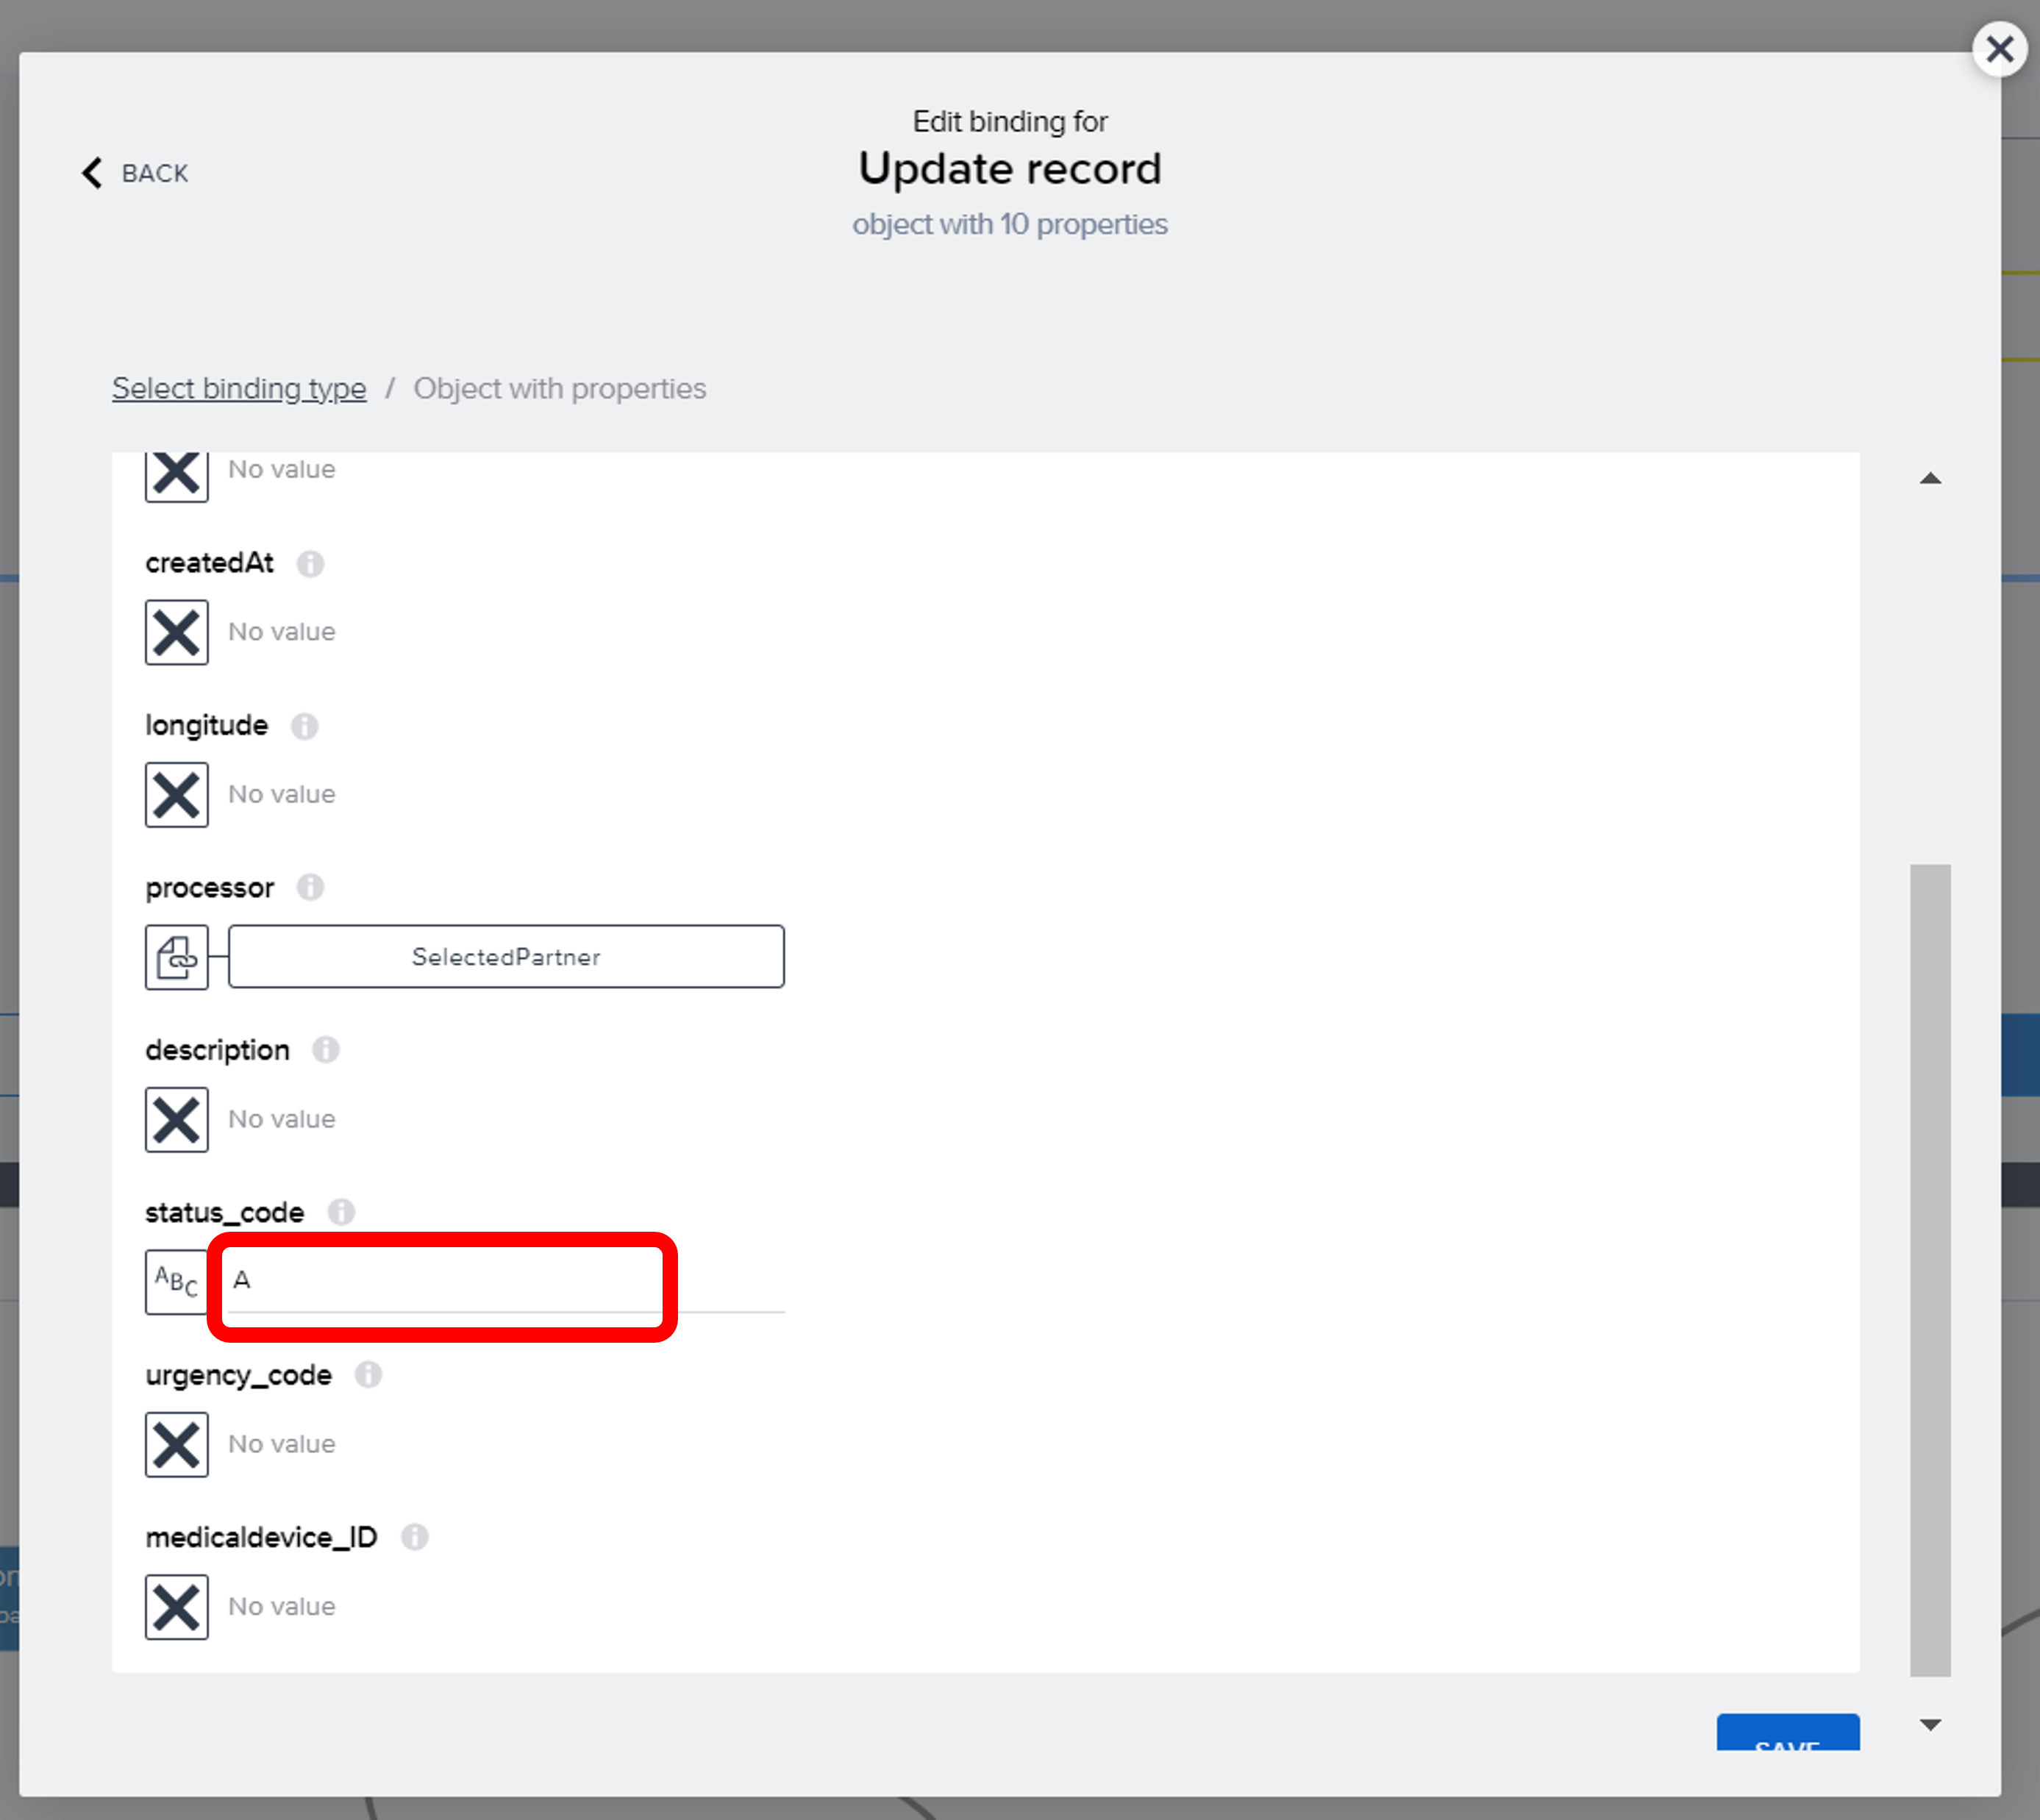 Edit binding for
BACK
Update record
object with 10 properties
Select binding type / Object with properties
No value
createdAt
No value
longitude
No value
processor
SelectedPartner
description
No value
status_code
ABC A
urgency_code
No value
medicaldevice_ID
No value
SAVE